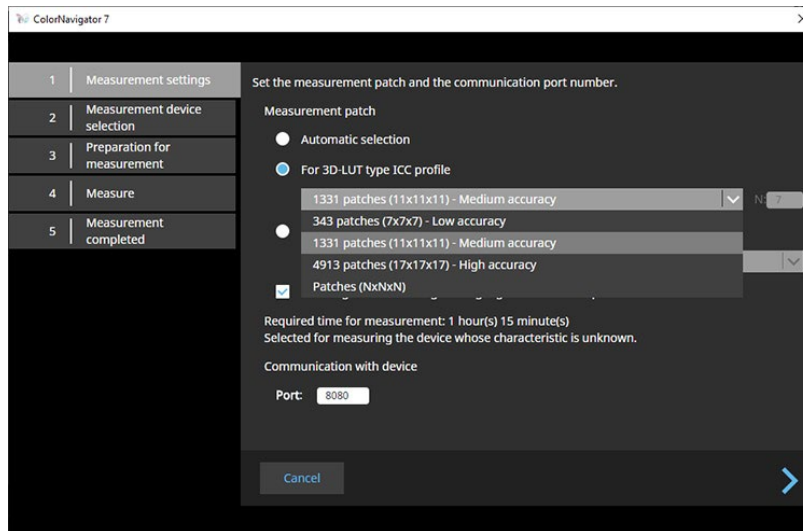 ColorNavigator 7
1
Measurement settings
2
Measurement device
selection
3
Preparation for
measurement
4
Measure
5
Measurement
completed
Set the measurement patch and the communication port number.
Measurement patch
Automatic selection
For 3D-LUT type ICC profile
1331 patches (11x11x11) - Medium accuracy
N: 7
343 patches (7x7x7) - Low accuracy
1331 patches (11x11x11) - Medium accuracy
4913 patches (17x17x17) - High accuracy
Patches (NxNxN)
Required time for measurement: 1 hour(s) 15 minute(s)
Selected for measuring the device whose characteristic is unknown.
Communication with device
Port: 8080
Cancel